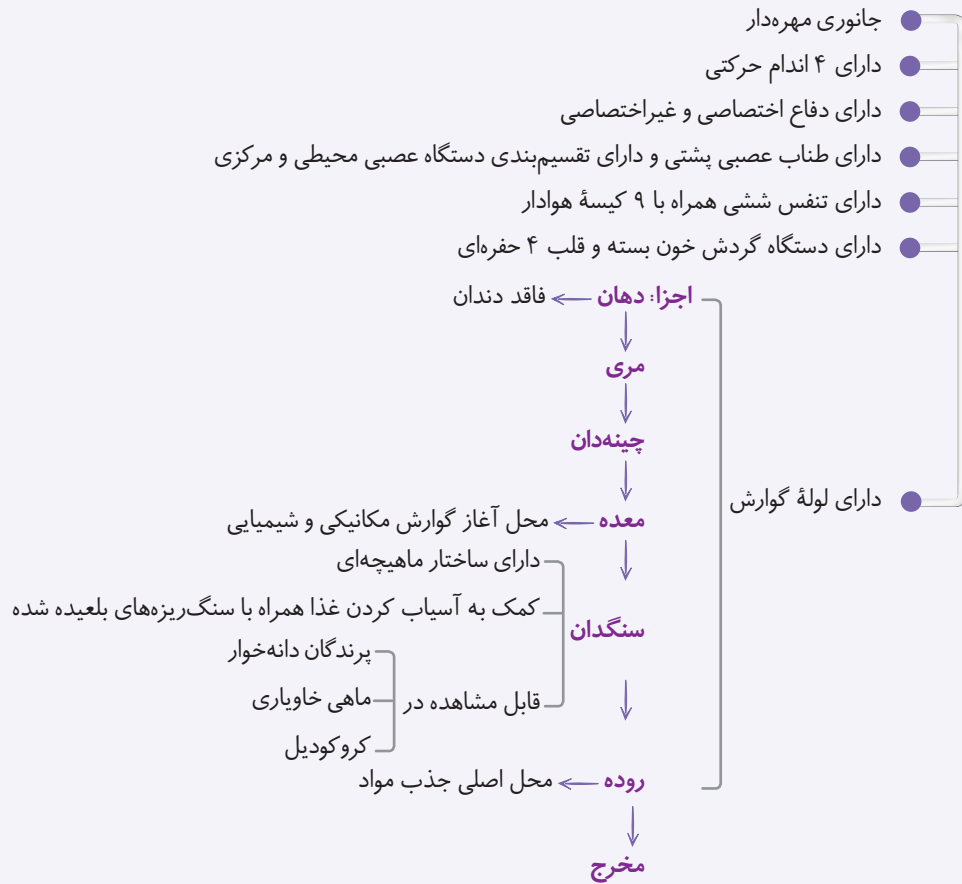 جانوری مهره‌دار
دارای ۴ اندام حرکتی
دارای دفاع اختصاصی و غیراختصاصی
دارای طناب عصبی پشتی و دارای تقسیم‌بندی دستگاه عصبی محیطی و مرکزی
دارای تنفس ششی همراه با ۹ کیسهٔ هوادار
دارای دستگاه گردش خون بسته و قلب ۴ حفره‌ای
دارای لولهٔ گوارش
اجزا: دهان
فاقد دندان
مری
چینه‌دان
معده
محل آغاز گوارش مکانیکی و شیمیایی
سنگدان
دارای ساختار ماهیچه‌ای
کمک به آسیاب کردن غذا همراه با سنگ‌ریزه‌های بلعیده شده
قابل مشاهده در
پرندگان دانه‌خوار
ماهی خاویاری
کروکودیل
روده
محل اصلی جذب مواد
مخرج